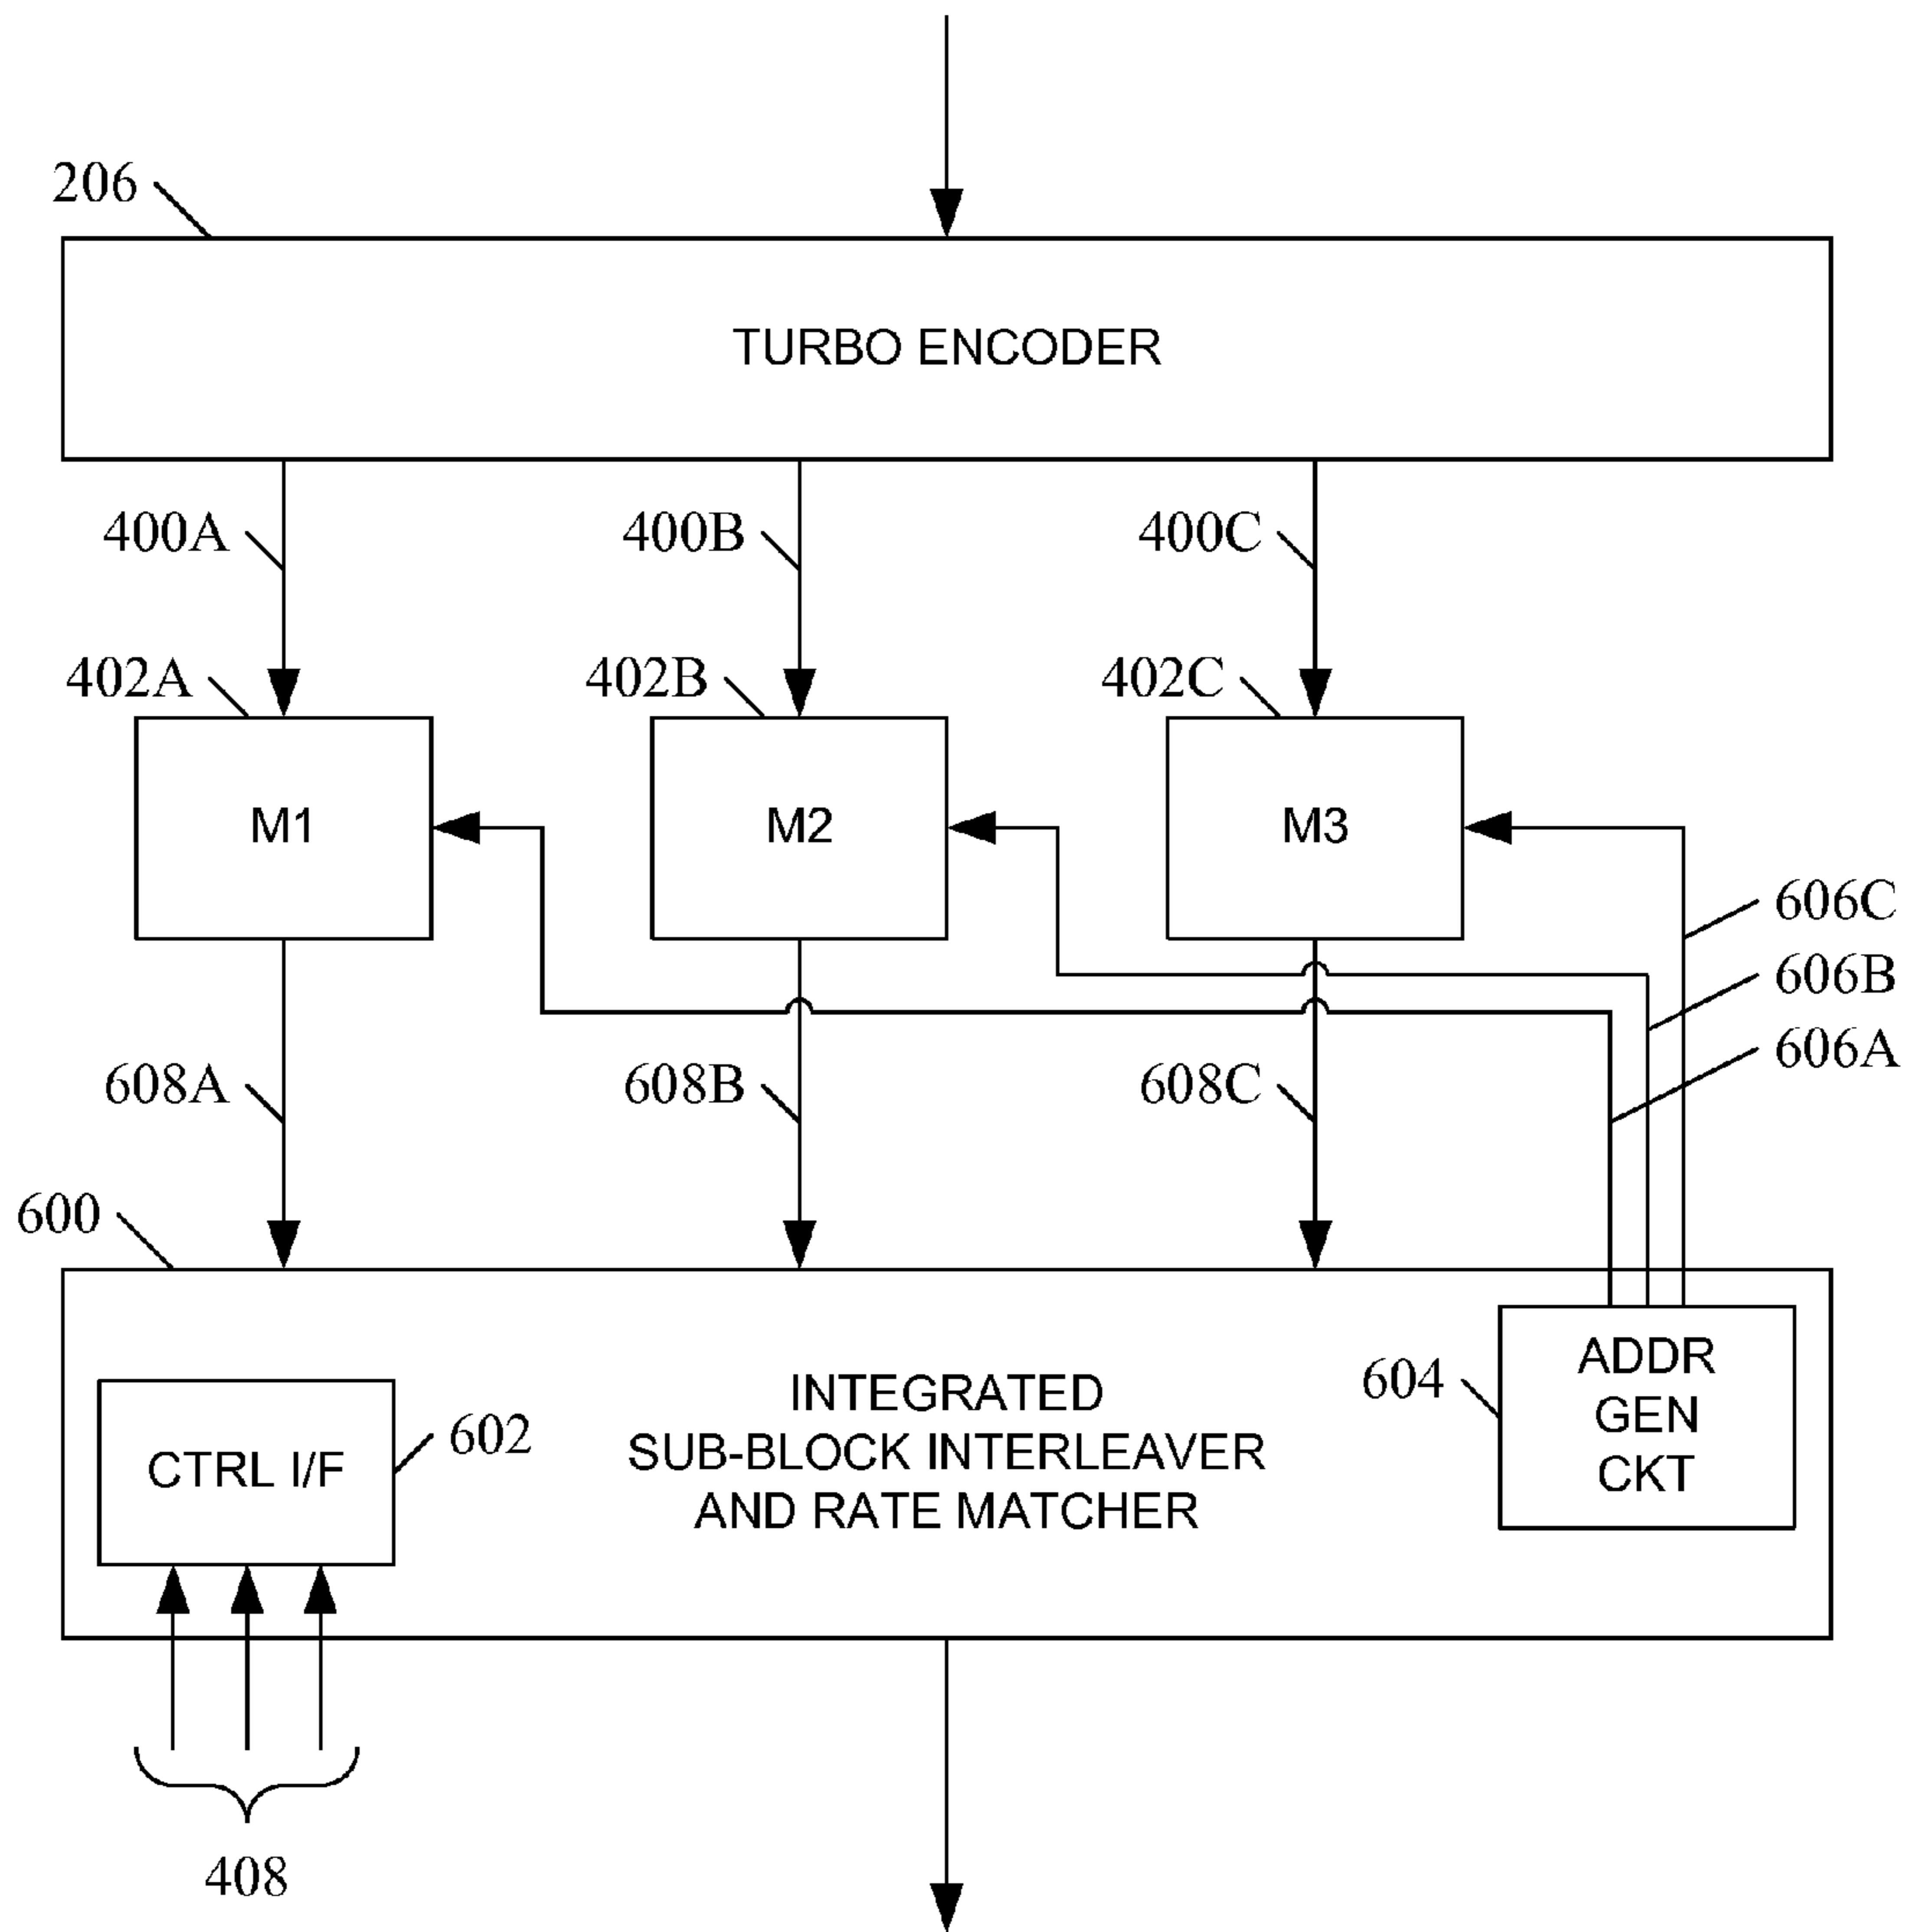 206
TURBO ENCODER
400A
400B
400C
402A
402B
402C
M1
M2
M3
606C
606B
606A
608A
608B
608C
600
604
ADDR
GEN
CKT
INTEGRATED
SUB-BLOCK INTERLEAVER
AND RATE MATCHER
602
CTRL I/F
408